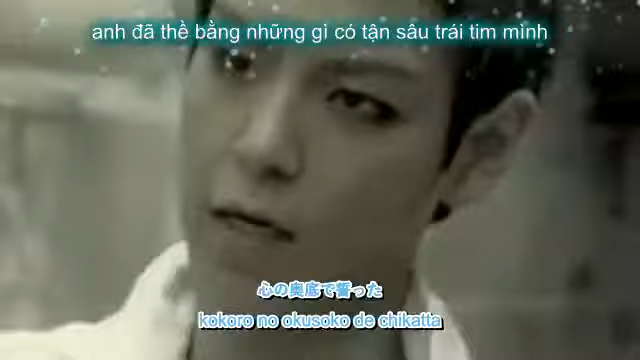 anh đã thề bằng những gì có tận sâu trái tim mình
心の奥底で誓った
kokoro no okusoko de chikatta